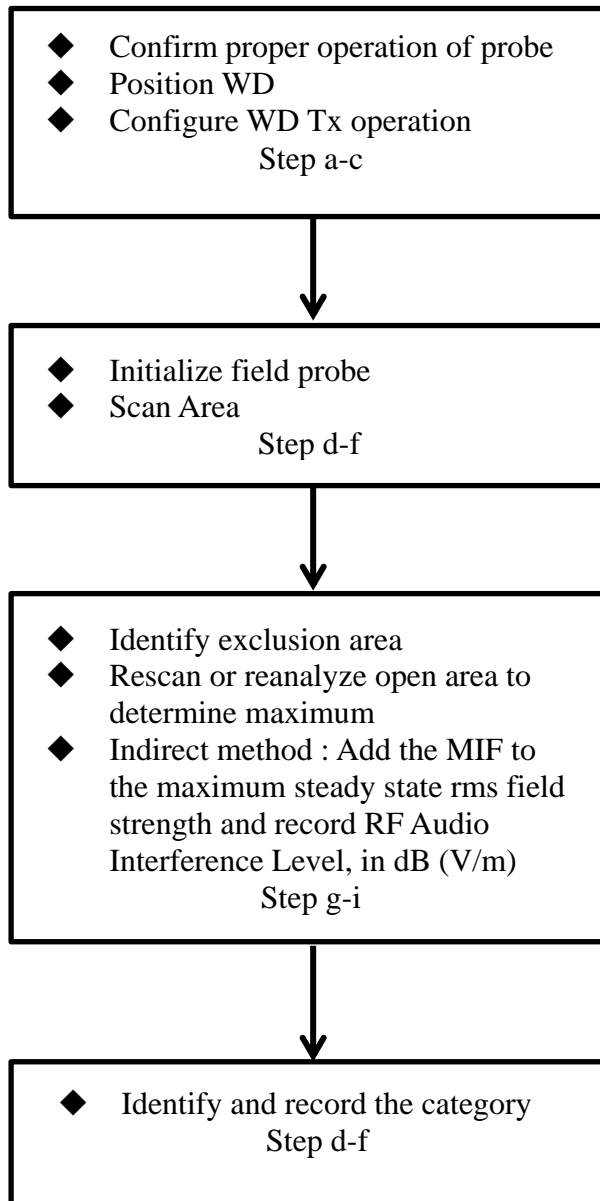 ◆ Confirm proper operation of probe
◆ Position WD
◆ Configure WD Tx operation
Step a-c
◆ Initialize field probe
◆ Scan Area
Step d-f
◆ Identify exclusion area
◆ Rescan or reanalyze open area to
determine maximum
◆ Indirect method : Add the MIF to
the maximum steady state rms field
strength and record RF Audio
Interference Level, in dB (V/m)
Step g-i
◆ Identify and record the category
Step d-f